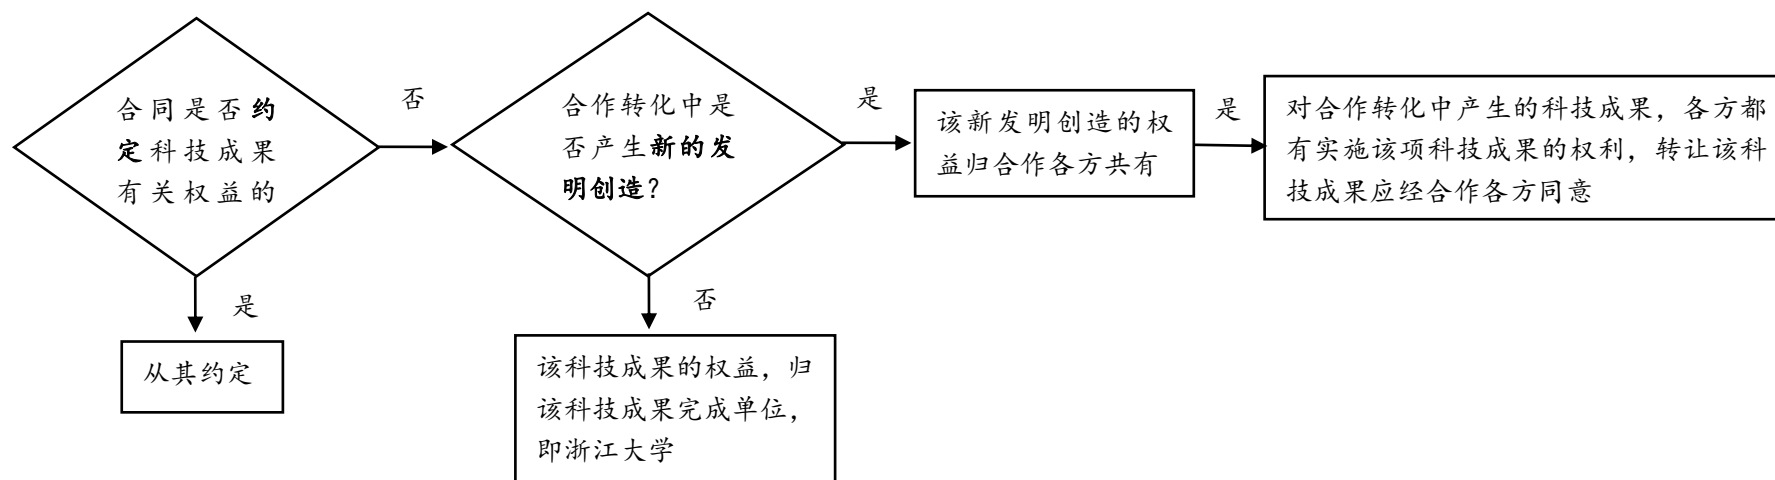 合同是否约
定科技成果
有关权益的
否
合作转化中是
否产生新的发
明创造？
是
该新发明创造的权
益归合作各方共有
是
对合作转化中产生的科技成果，各方都
有实施该项科技成果的权利，转让该科
技成果应经合作各方同意
是
从其约定
否
该科技成果的权益，归
该科技成果完成单位，
即浙江大学